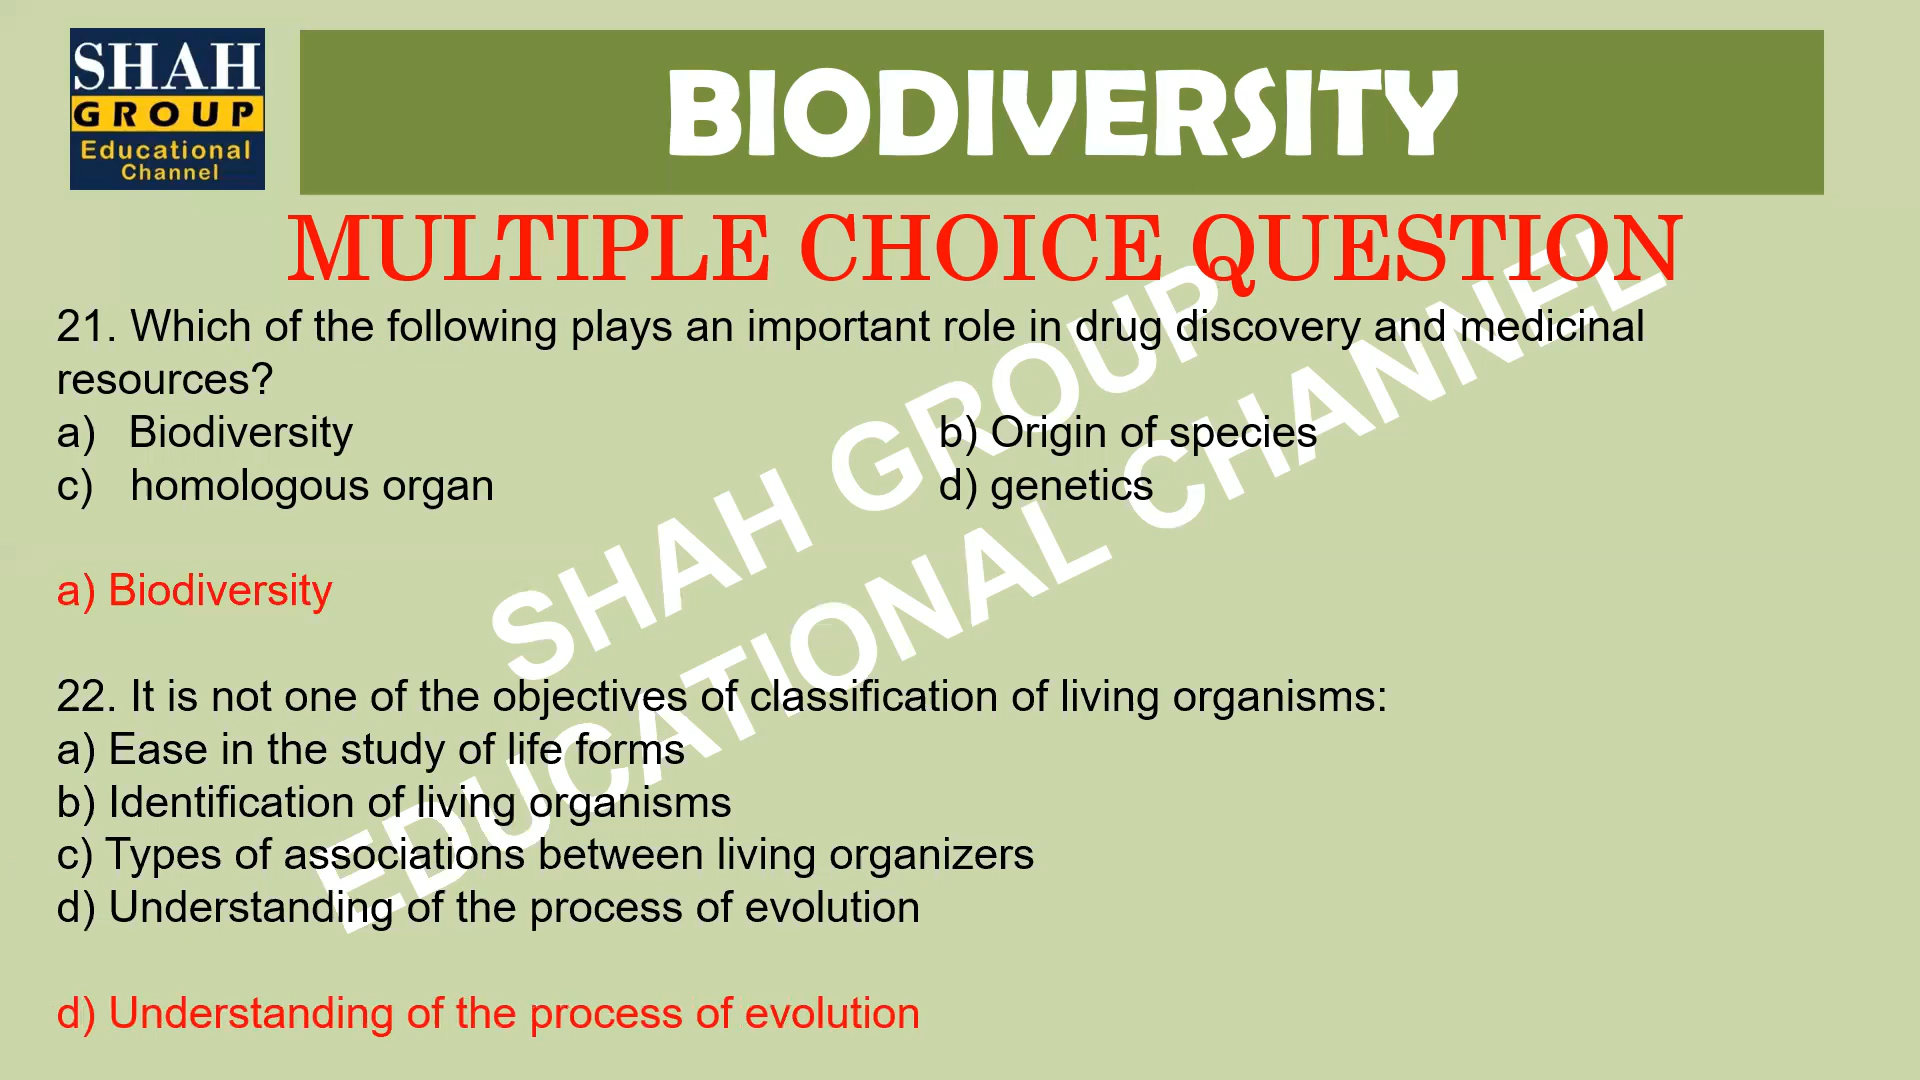 SHAH
GROUP
Educational
Channel
BIODIVERSITY
MULTIPLE CHOICE QUESTION
21. Which of the following plays an important role in drug discovery and medicinal
resources?
a) Biodiversity b) Origin of species
c) homologous organ d) genetics
a) Biodiversity
22. It is not one of the objectives of classification of living organisms:
a) Ease in the study of life forms
b) Identification of living organisms
c) Types of associations between living organizers
d) Understanding of the process of evolution
d) Understanding of the process of evolution
SHAH GROUP
EDUCATIONAL CHANNEL